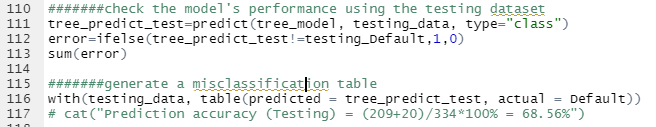 110 #######check the model's performance using the testing dataset
111 tree_predict_test=predict(tree_model, testing_data, type="class")
112 error=ifelse(tree_predict_test!=testing_Default,1,0)
113 sum(error)
114
115 #######generate a misclassification table
116 with(testing_data, table(predicted = tree_predict_test, actual = Default))
117 # cat("Prediction accuracy (Testing) = (209+20)/334*100% = 68.56%")